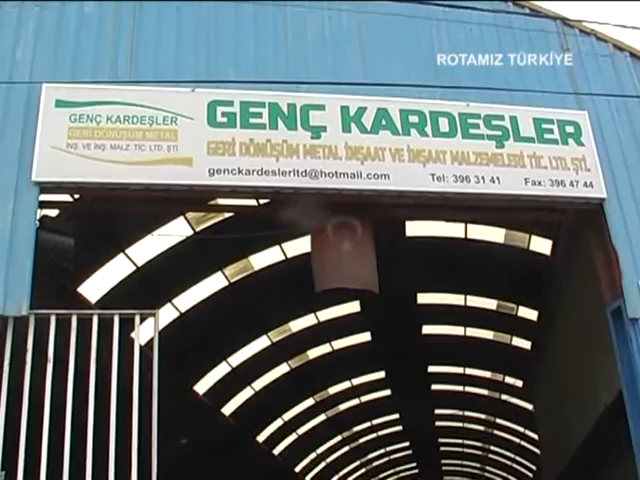 ROTAMIZ TÜRKİYE
GENÇ KARDEŞLER
GERİ DÖNÜŞÜM METAL
İNŞ. VE İNŞ. MALZ. TİC. LTD. ŞTİ.
GENÇ KARDEŞLER
GERİ DÖNÜŞÜM METAL İNŞAAT VE İNŞAAT MALZEMELERİ TİC. LTD. ŞTİ.
genckardeslerltd@hotmail.com
Tel: 396 31 41
Fax: 396 47 44